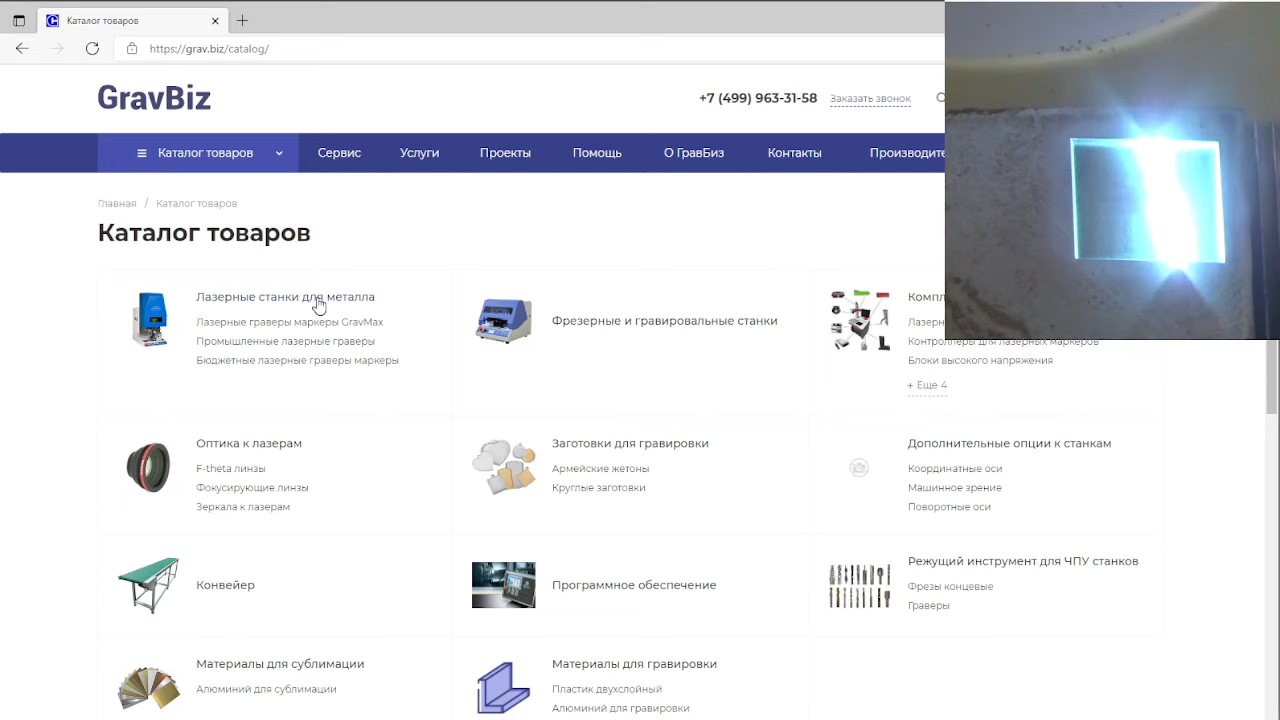 Каталог товаров
https://grav.biz/catalog/
GravBiz
+7 (499) 963-31-58
Заказать звонок
Каталог товаров
Сервис
Услуги
Проекты
Помощь
О ГравБиз
Контакты
Производите
Главная / Каталог товаров
Каталог товаров
Лазерные станки для металла
Лазерные граверы маркеры GravMax
Промышленные лазерные граверы
Бюджетные лазерные граверы маркеры
Фрезерные и гравировальные станки
Компл
Лазерн
Контроллеры для лазерных маркеров
Блоки высокого напряжения
+ Еще 4
Оптика к лазерам
F-theta линзы
Фокусирующие линзы
Зеркала к лазерам
Заготовки для гравировки
Армейские жетоны
Круглые заготовки
Дополнительные опции к станкам
Координатные оси
Машинное зрение
Поворотные оси
Конвейер
Программное обеспечение
Режущий инструмент для ЧПУ станков
Фрезы концевые
Граверы
Материалы для сублимации
Алюминий для сублимации
Материалы для гравировки
Пластик двухслойный
Алюминий для гравировки